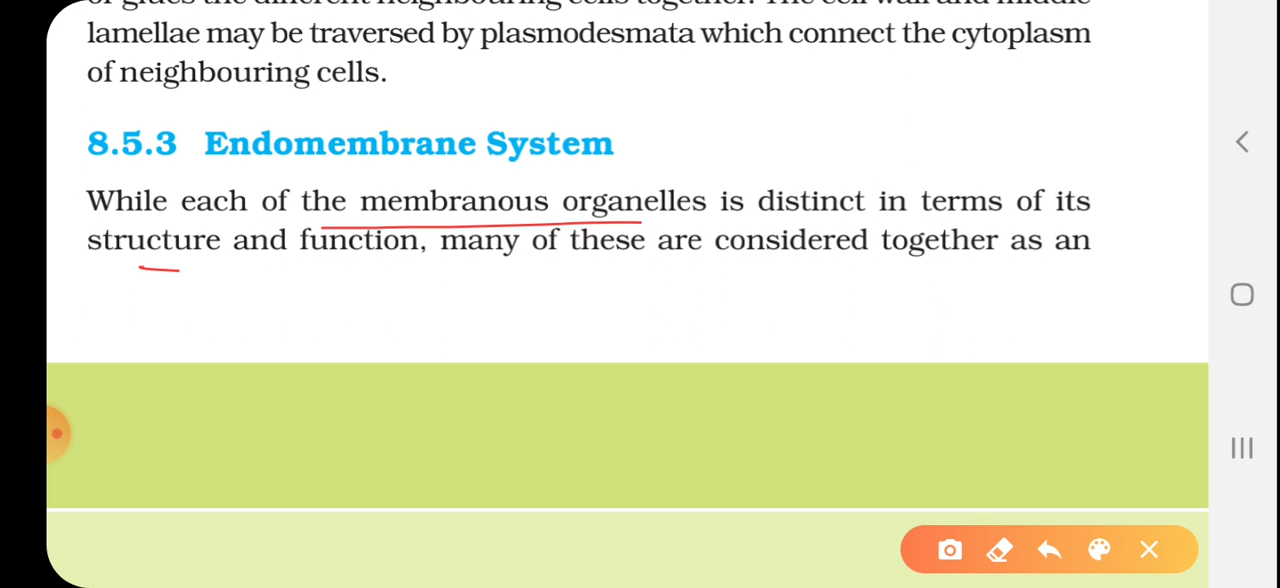 lamellae may be traversed by plasmodesmata which connect the cytoplasm
of neighbouring cells.
8.5.3 Endomembrane System
While each of the membranous organelles is distinct in terms of its
structure and function, many of these are considered together as an